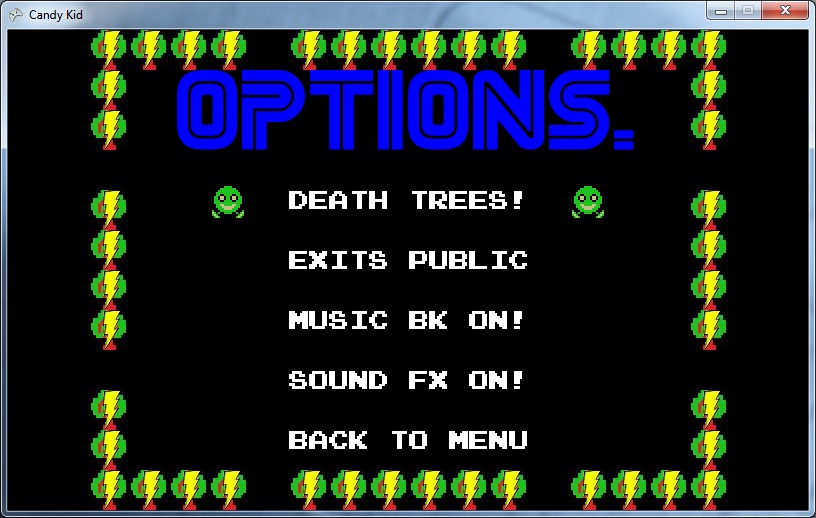 Candy Kid
OPTIONS.
DEATH TREES!
EXITS PUBLIC
MUSIC BK ON!
SOUND FX ON!
BACK TO MENU